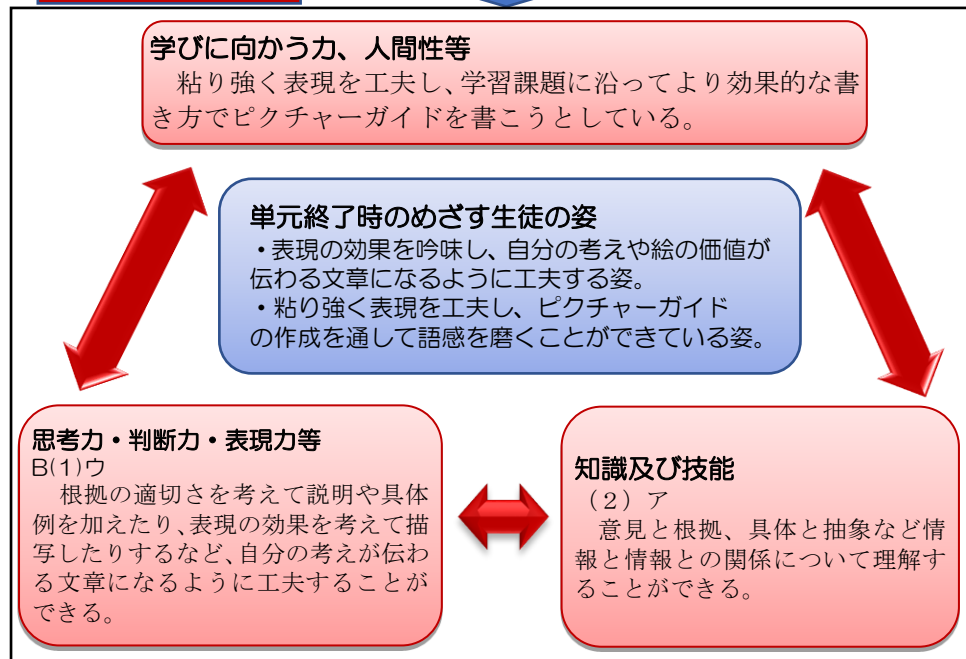 学びに向かう力、人間性等
粘り強く表現を工夫し、学習課題に沿ってより効果的な書
き方でピクチャーガイドを書こうとしている。
単元終了時のめざす生徒の姿
・表現の効果を吟味し、自分の考えや絵の価値が
伝わる文章になるように工夫する姿。
・粘り強く表現を工夫し、ピクチャーガイド
の作成を通して語感を磨くことができている姿。
思考力・判断力・表現力等
B(1)ウ
根拠の適切さを考えて説明や具体
例を加えたり、表現の効果を考えて描
写したりするなど、自分の考えが伝わ
る文章になるように工夫することが
できる。
知識及び技能
（２）ア
意見と根拠、具体と抽象など情
報と情報との関係について理解す
ることができる。